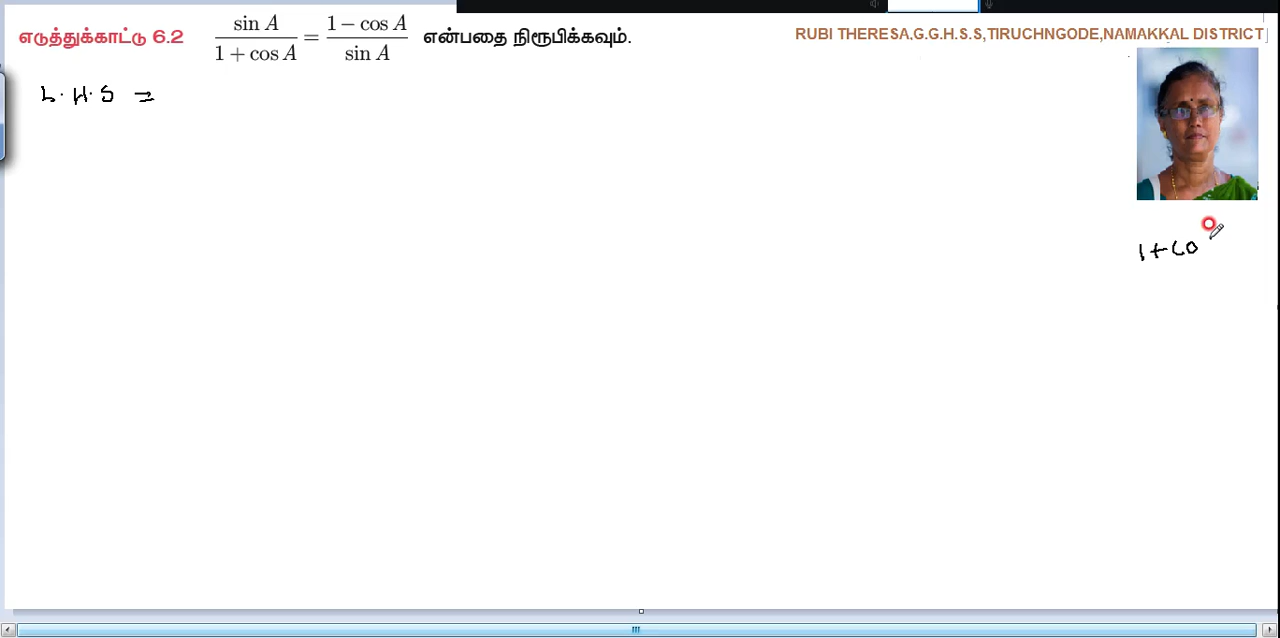 எடுத்துக்காட்டு 6.2 sin A / 1 + cos A = 1 − cos A / sin A என்பதை நிரூபிக்கவும்.
RUBI THERESA,G.G.H.S.S,TIRUCHNGODE,NAMAKKAL DISTRICT
L.H.S =
1+co